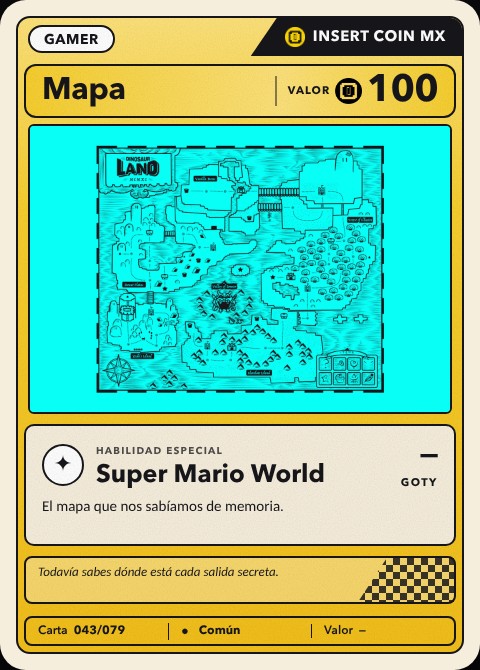 GAMER
INSERT COIN MX
Mapa
VALOR 100
DINOSAUR
LAND
HABILIDAD ESPECIAL
Super Mario World
—
GOTY
El mapa que nos sabíamos de memoria.
Todavía sabes dónde está cada salida secreta.
Carta 043/079 • Común Valor —